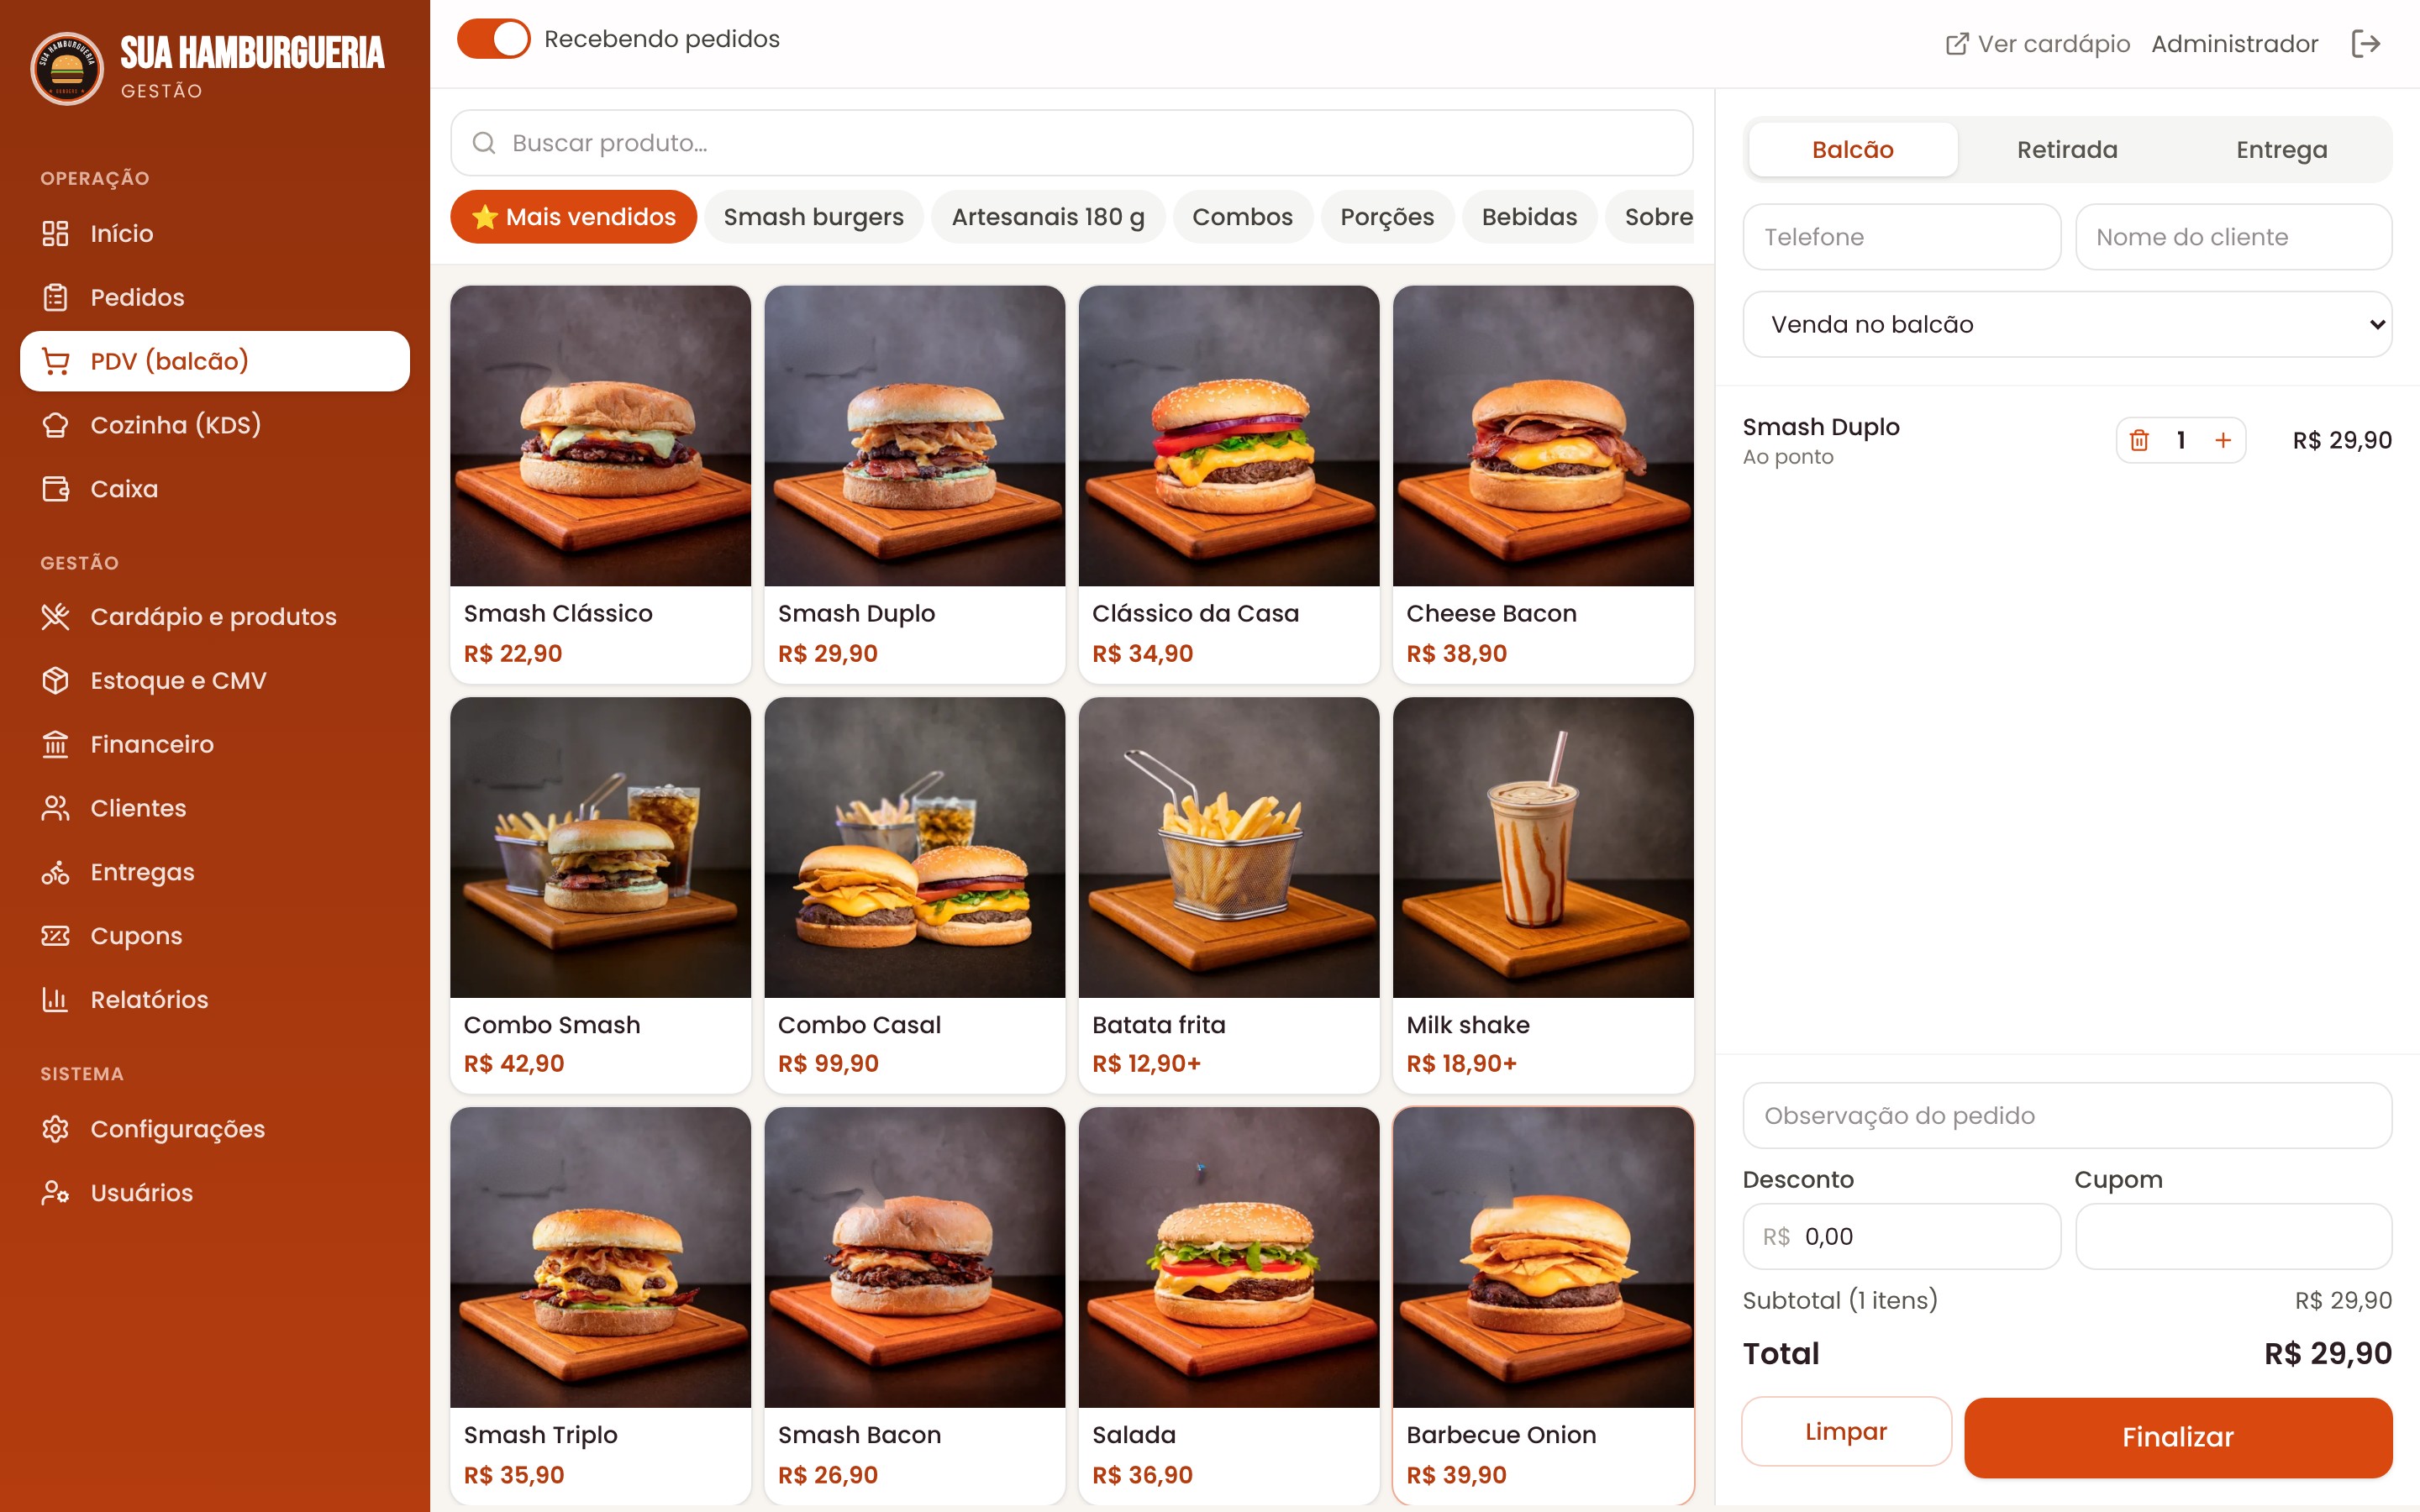 SUA HAMBURGUERIA
SUA HAMBURGUERIA
GESTÃO
OPERAÇÃO
Início
Pedidos
PDV (balcão)
Cozinha (KDS)
Caixa
GESTÃO
Cardápio e produtos
Estoque e CMV
Financeiro
Clientes
Entregas
Cupons
Relatórios
SISTEMA
Configurações
Usuários
Recebendo pedidos
Ver cardápio
Administrador
Buscar produto...
Mais vendidos
Smash burgers
Artesanais 180 g
Combos
Porções
Bebidas
Sobre
Smash Clássico
R$ 22,90
Smash Duplo
R$ 29,90
Clássico da Casa
R$ 34,90
Cheese Bacon
R$ 38,90
Combo Smash
R$ 42,90
Combo Casal
R$ 99,90
Batata frita
R$ 12,90+
Milk shake
R$ 18,90+
Smash Triplo
R$ 35,90
Smash Bacon
R$ 26,90
Salada
R$ 36,90
Barbecue Onion
R$ 39,90
Balcão
Retirada
Entrega
Telefone
Nome do cliente
Venda no balcão
Smash Duplo
Ao ponto
1
R$ 29,90
Observação do pedido
Desconto
Cupom
R$ 0,00
Subtotal (1 itens)
R$ 29,90
Total
R$ 29,90
Limpar
Finalizar